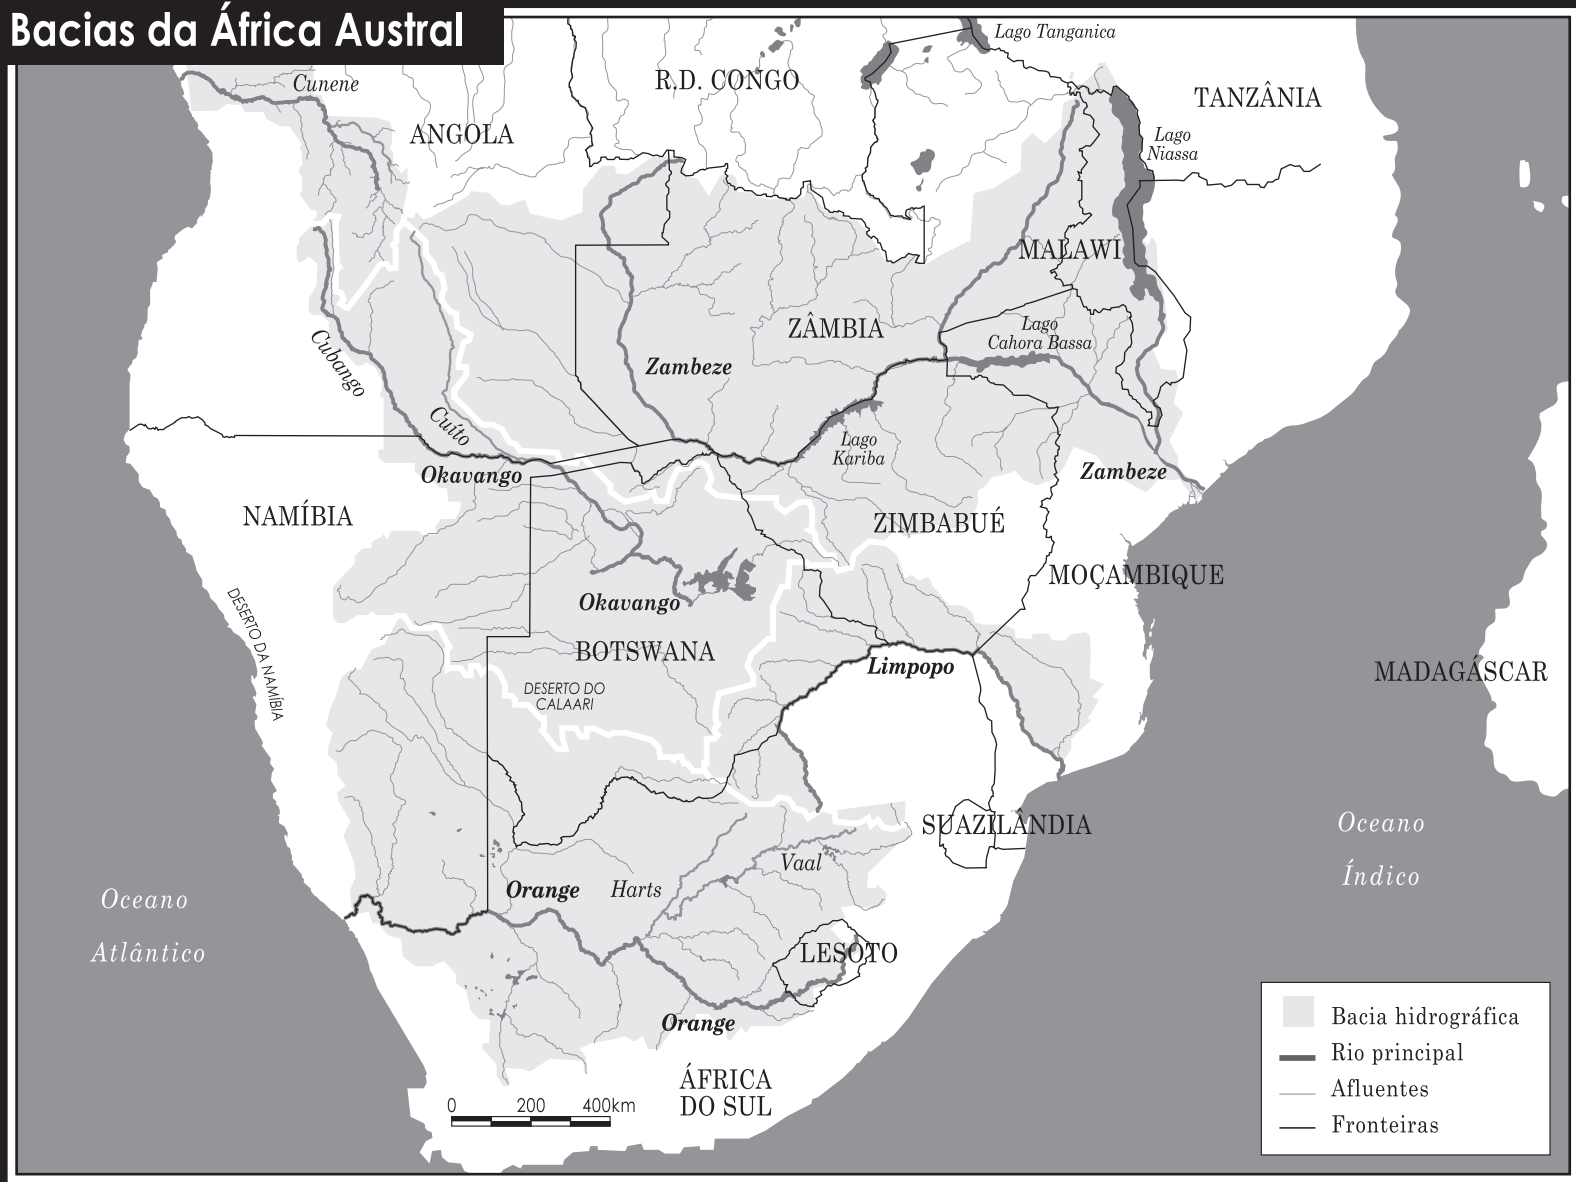 Bacias da África Austral
Lago Tanganica
Cunene
R.D. CONGO
TANZÂNIA
ANGOLA
Lago
Niassa
MALAWI
ZÂMBIA
Lago
Cahora Bassa
Cubango
Zambeze
Cuíto
Lago
Kariba
Okavango
Zambeze
NAMÍBIA
ZIMBABUÉ
MOÇAMBIQUE
DESERTO DA NAMÍBIA
Okavango
BOTSWANA
Limpopo
MADAGÁSCAR
DESERTO DO
CALAARI
SUAZILÂNDIA
Oceano
Índico
Vaal
Orange
Harts
Oceano
Atlântico
LESOTO
Orange
ÁFRICA
DO SUL
0 200 400km
Bacia hidrográfica
Rio principal
Afluentes
Fronteiras